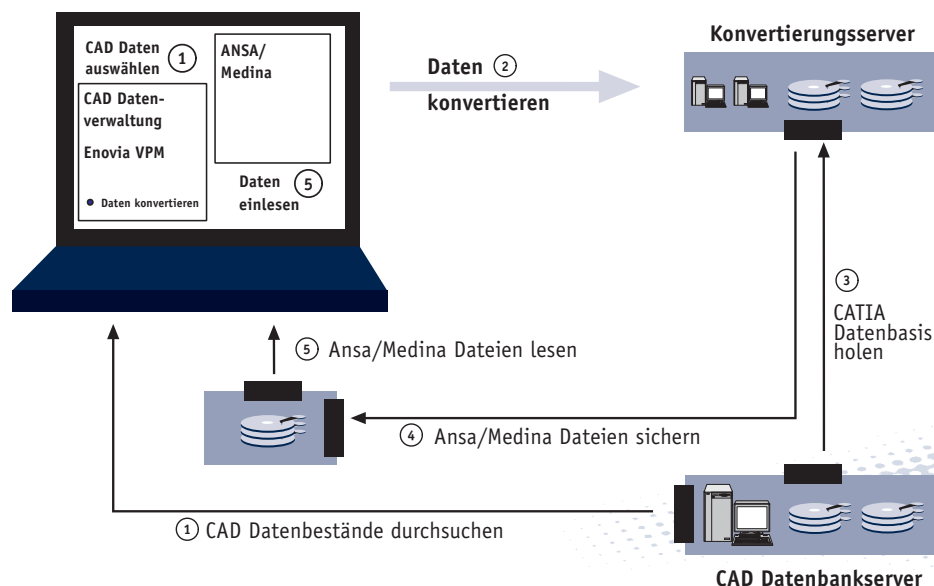 CAD Daten
auswählen ①
CAD Daten-
verwaltung
Enovia VPM
• Daten konvertieren
ANSA/
Medina
Daten ⑤
einlesen
Daten ②
konvertieren
Konvertierungsserver
③
CATIA
Datenbasis
holen
⑤ Ansa/Medina Dateien lesen
④ Ansa/Medina Dateien sichern
① CAD Datenbestände durchsuchen
CAD Datenbankserver